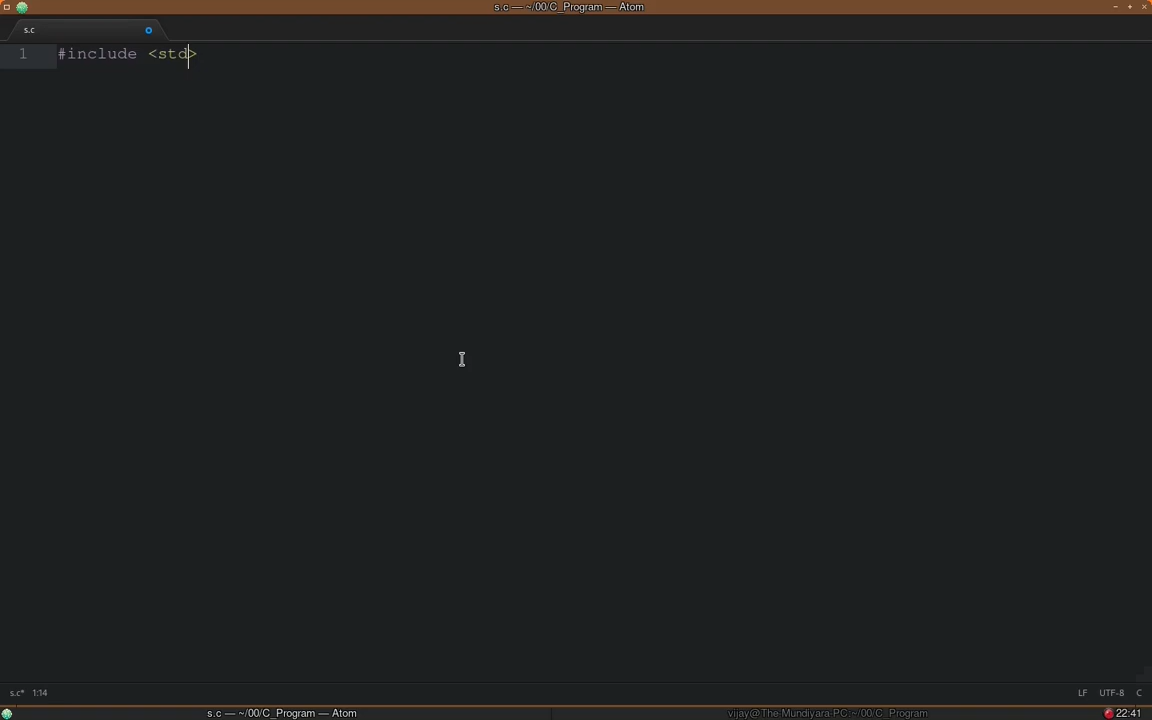 s.c — ~/00/C_Program — Atom
s.c
1 #include <std>
s.c* 1:14 LF UTF-8 C
s.c — ~/00/C_Program — Atom vijay@The-Mundiyara-PC:~/00/C_Program 22:41